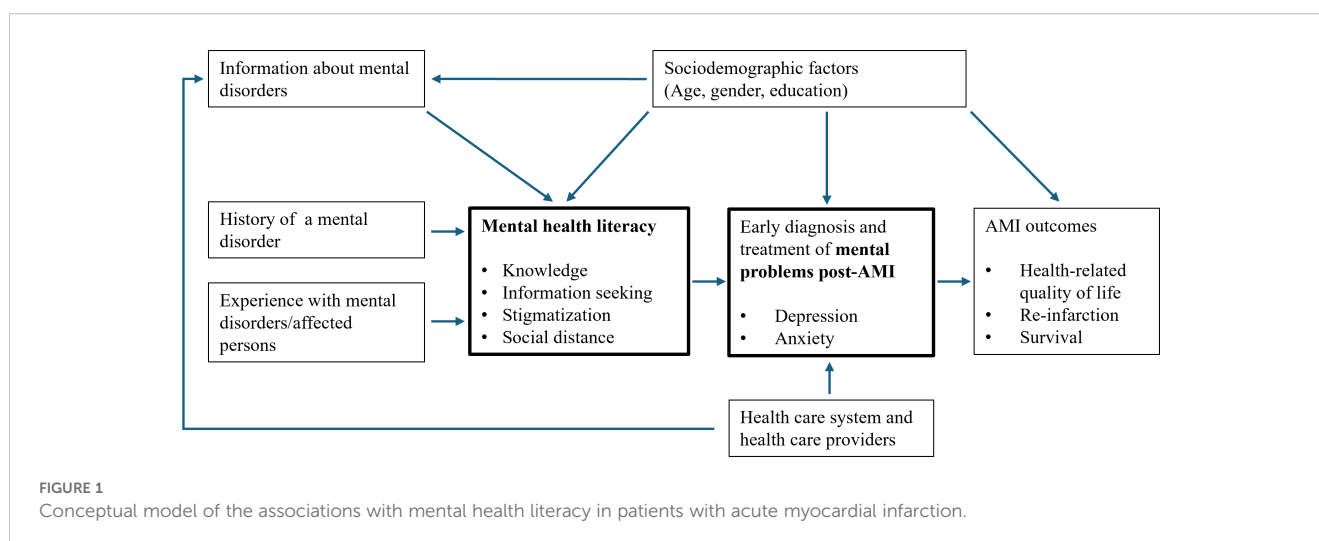 Information about mental
disorders
Sociodemographic factors
(Age, gender, education)
History of a mental
disorder
Experience with mental
disorders/affected
persons
Mental health literacy
• Knowledge
• Information seeking
• Stigmatization
• Social distance
Early diagnosis and
treatment of mental
problems post-AMI
• Depression
• Anxiety
AMI outcomes
• Health-related
quality of life
• Re-infarction
• Survival
Health care system and
health care providers
FIGURE 1
Conceptual model of the associations with mental health literacy in patients with acute myocardial infarction.